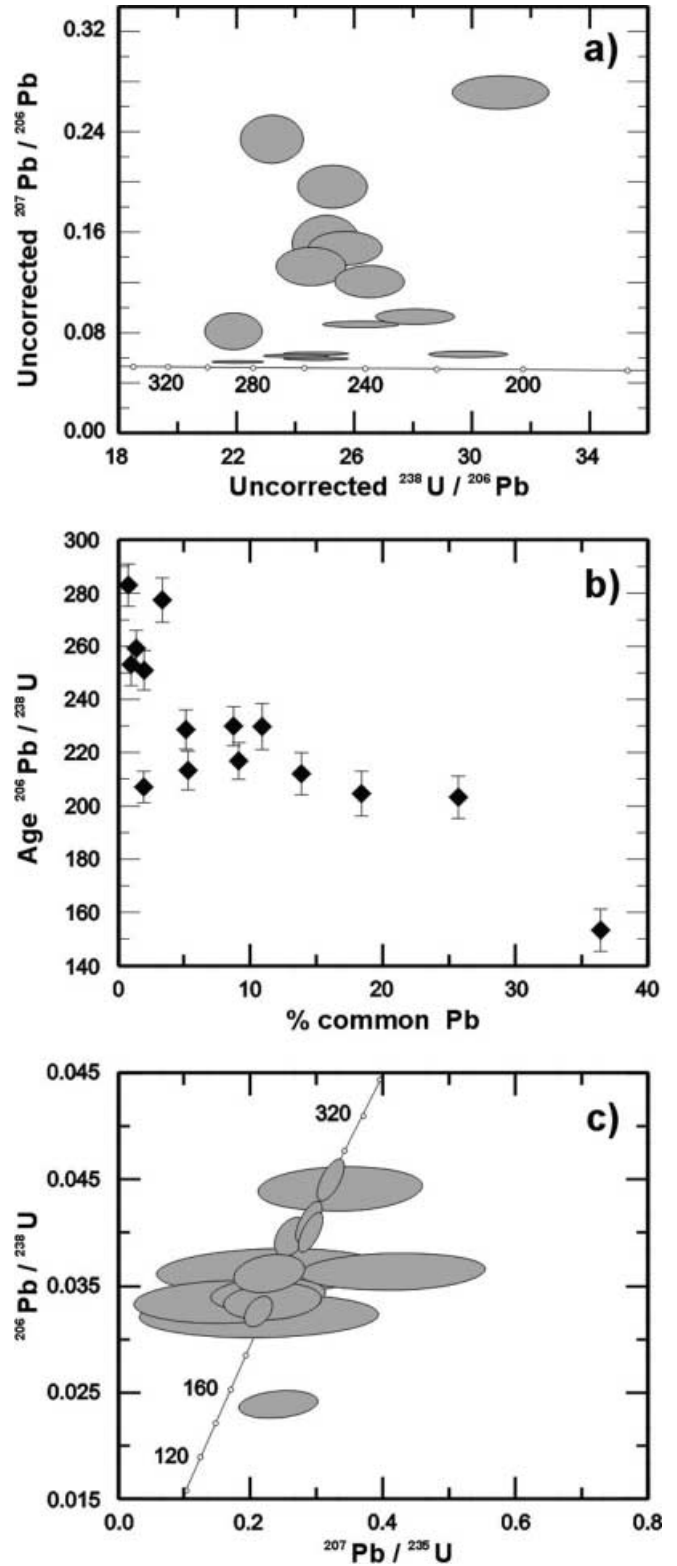 0.32
a)
0.24
0.16
0.08
0.00
Uncorrected ²⁰⁷Pb / ²⁰⁶Pb
320 280 240 200
18 22 26 30 34
Uncorrected ²³⁸U / ²⁰⁶Pb
300
b)
280
260
240
220
200
180
160
140
Age ²⁰⁶Pb / ²³⁸U
0 10 20 30 40
% common Pb
0.045
c)
320
0.045
0.035
0.025
0.015
²⁰⁶Pb / ²³⁸U
160
120
0.0 0.2 0.4 0.6 0.8
²⁰⁷Pb / ²³⁵U